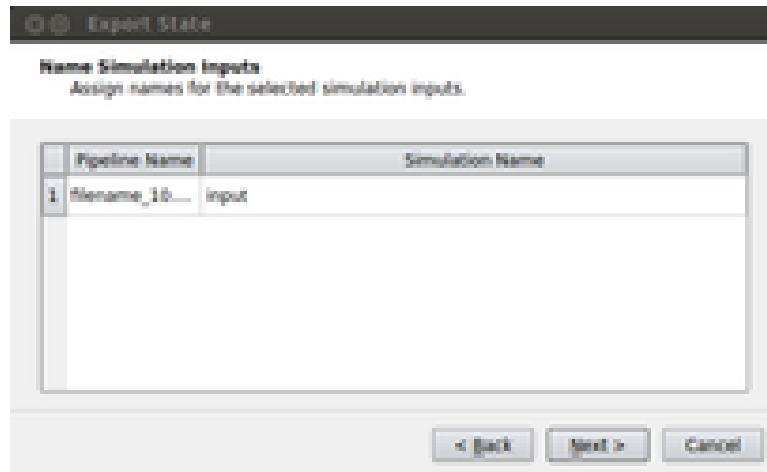 Export State
Name Simulation Inputs
Assign names for the selected simulation inputs.
Pipeline Name Simulation Name
1 filename_10.... input
< Back Next > Cancel